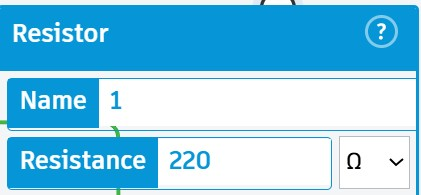 Resistor ?
Name 1
Resistance 220 Ω